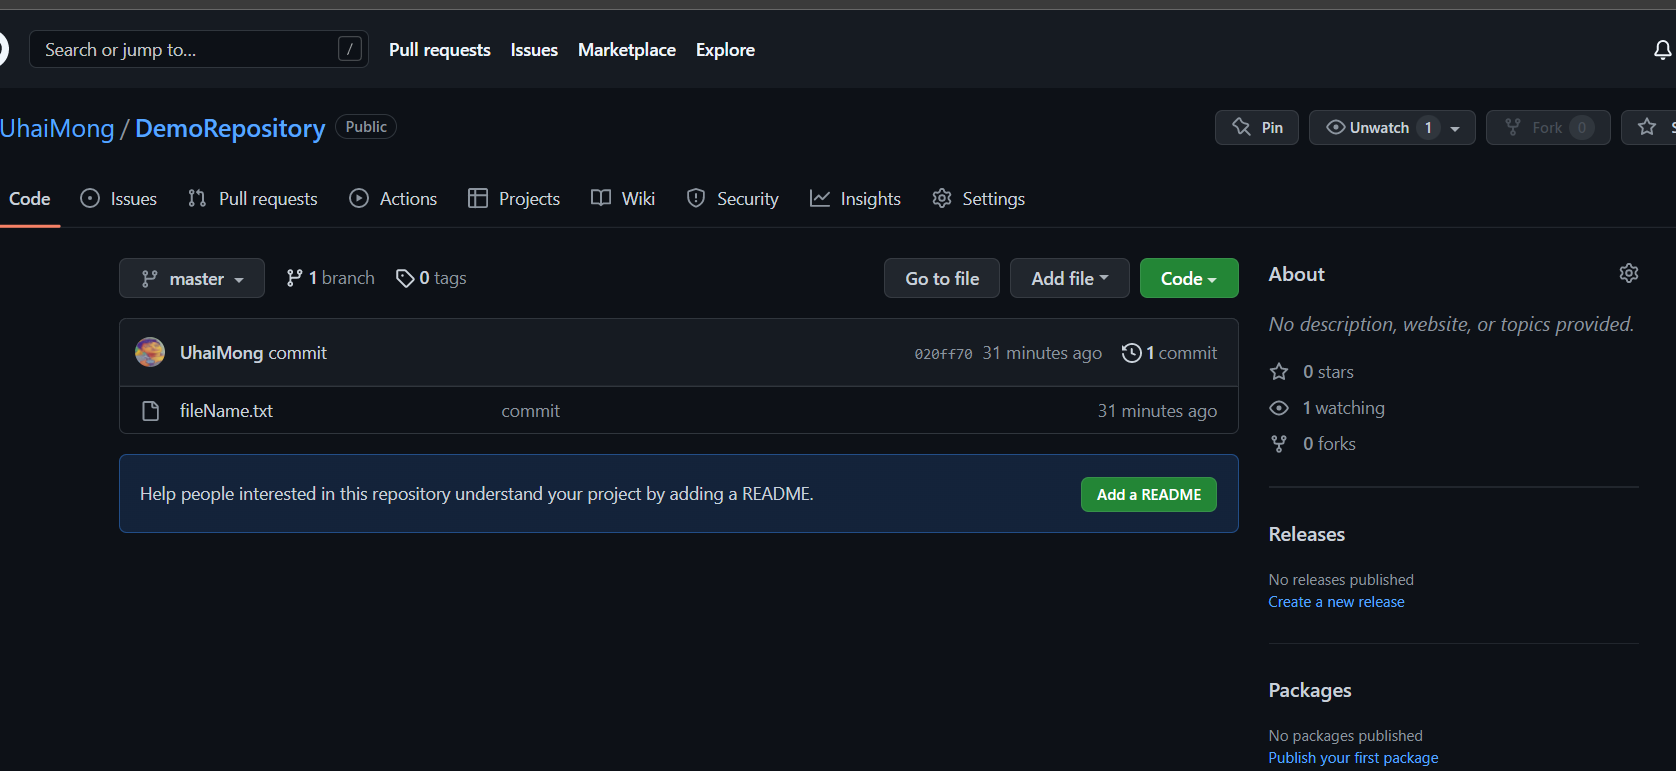 Search or jump to... /
Pull requests Issues Marketplace Explore
UhaiMong / DemoRepository Public
Pin Unwatch 1 Fork 0
Code Issues Pull requests Actions Projects Wiki Security Insights Settings
master 1 branch 0 tags Go to file Add file Code
UhaiMong commit 020ff70 31 minutes ago 1 commit
fileName.txt commit 31 minutes ago
Help people interested in this repository understand your project by adding a README. Add a README
About
No description, website, or topics provided.
0 stars
1 watching
0 forks
Releases
No releases published
Create a new release
Packages
No packages published
Publish your first package